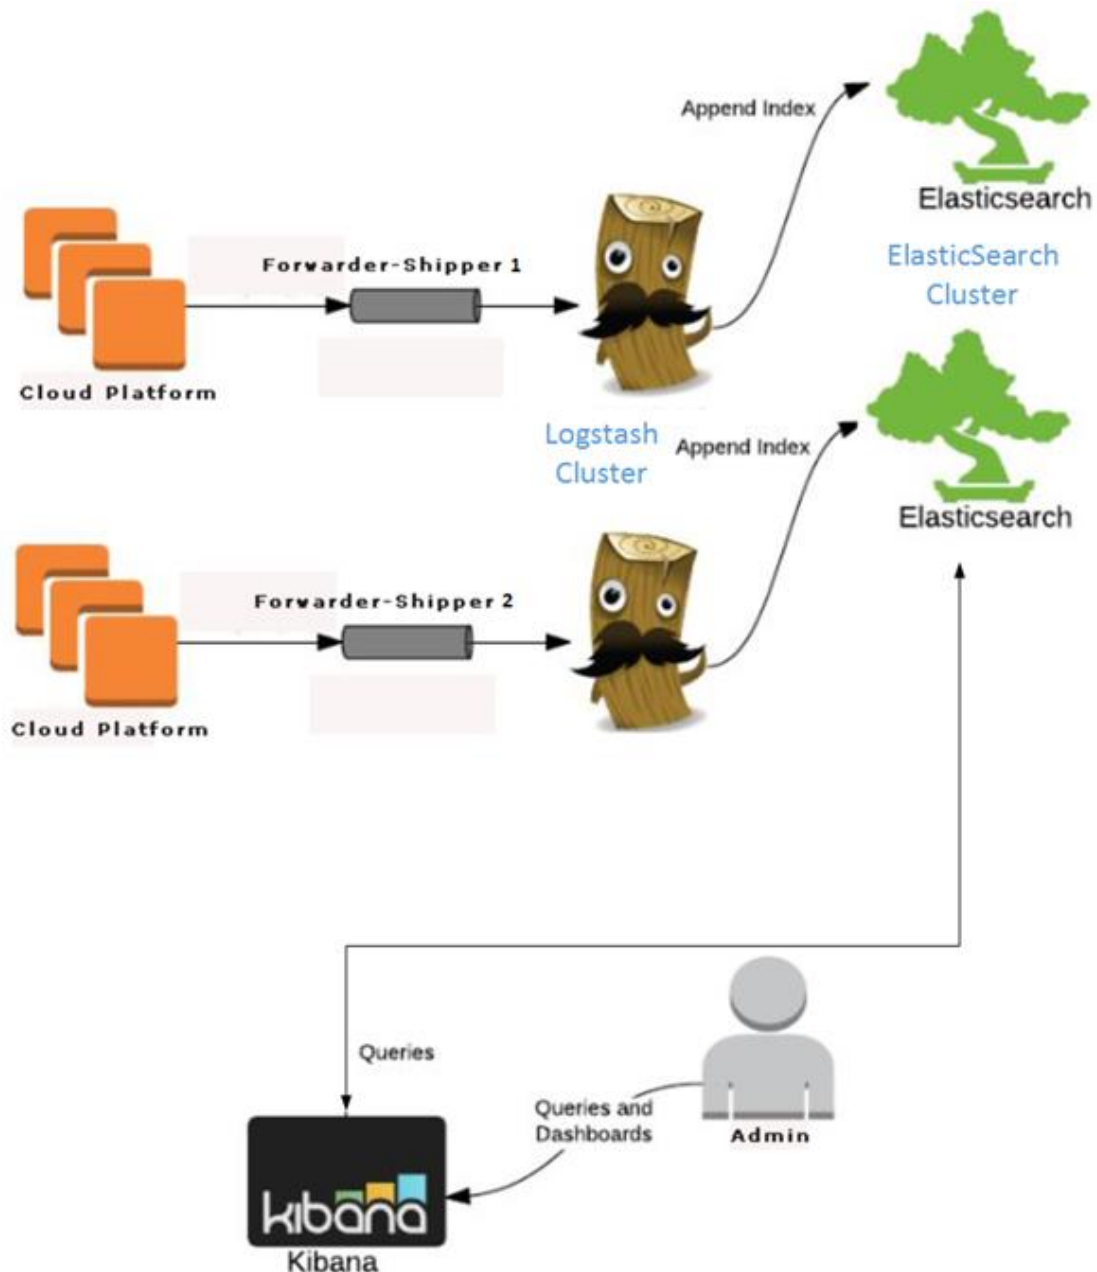 Append Index
Elasticsearch
ElasticSearch
Cluster
Forwarder-Shipper 1
Cloud Platform
Logstash
Cluster
Append Index
Elasticsearch
Forwarder-Shipper 2
Cloud Platform
Queries
Queries and
Dashboards
Admin
kibana
Kibana